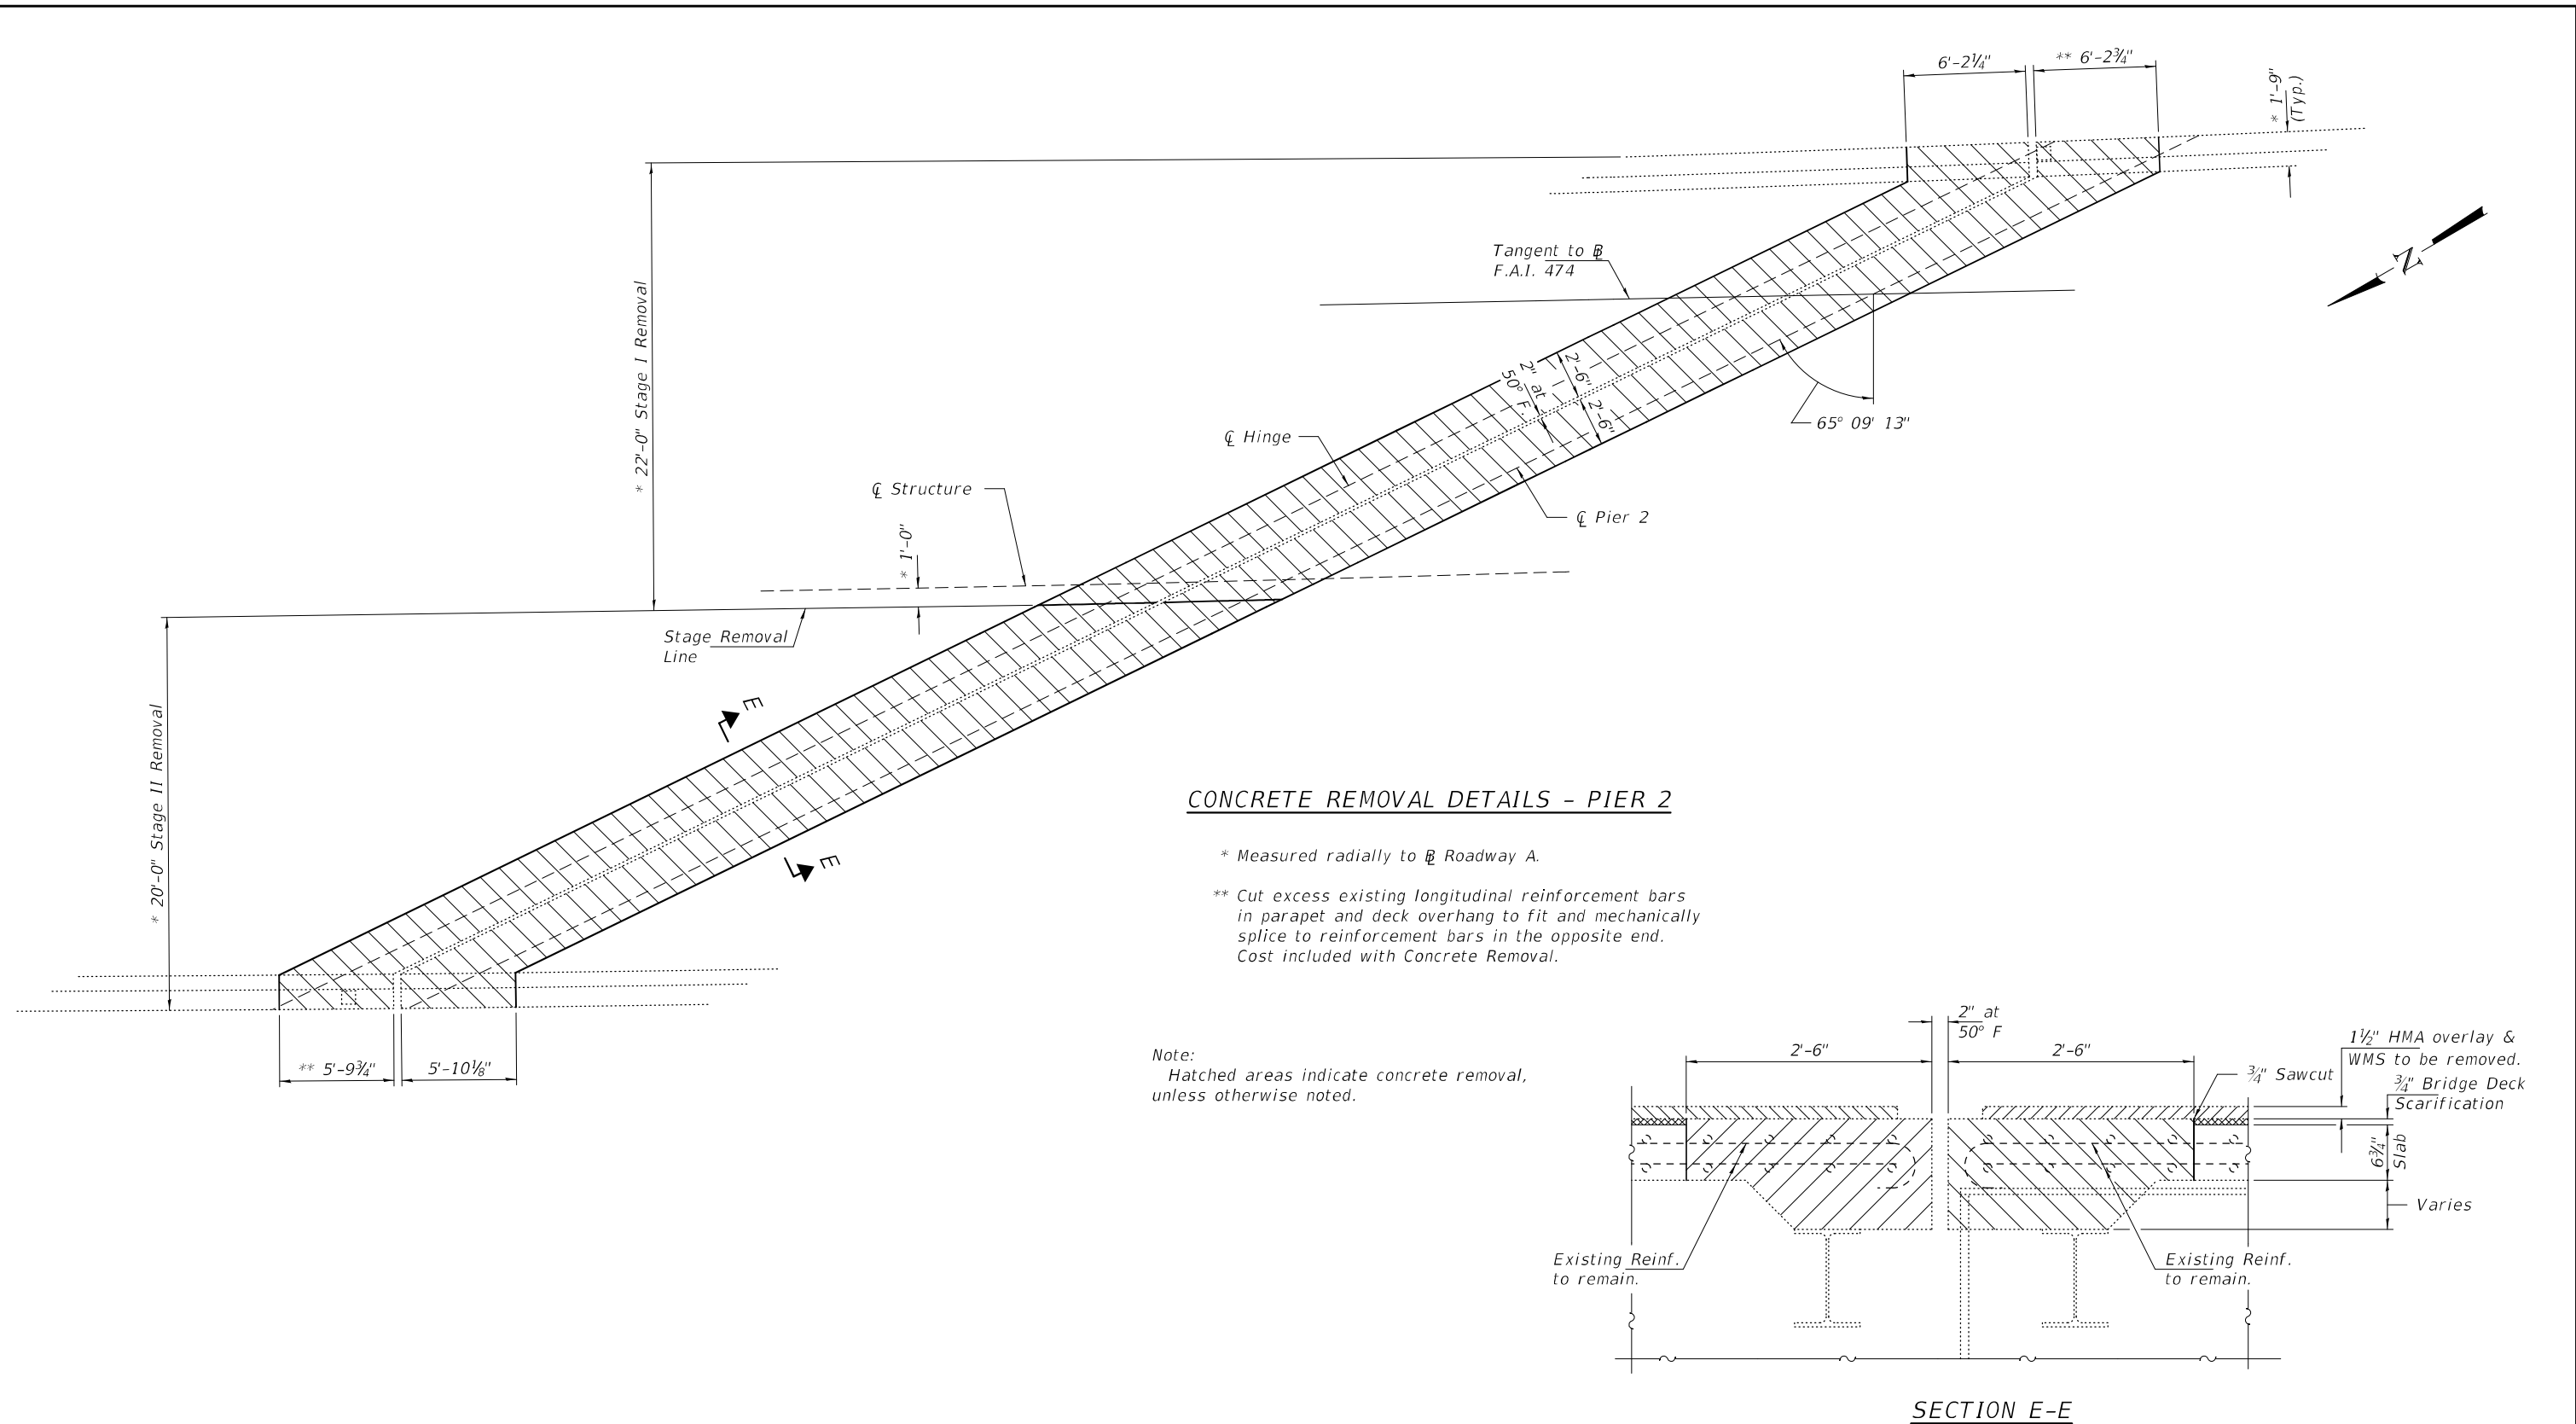 6'-2¼"
** 6'-2¾"
* 1'-9"
(Typ.)
N
Tangent to ℄ B
F.A.I. 474
* 22'-0" Stage I Removal
2'-6"
2" at
50° F.
2'-6"
65° 09' 13"
℄ Hinge
℄ Structure
℄ Pier 2
* 1'-0"
Stage Removal
Line
E
E
* 20'-0" Stage II Removal
** 5'-9¾"
5'-10⅛"
CONCRETE REMOVAL DETAILS - PIER 2
* Measured radially to B Roadway A.
** Cut excess existing longitudinal reinforcement bars
in parapet and deck overhang to fit and mechanically
splice to reinforcement bars in the opposite end.
Cost included with Concrete Removal.
Note:
Hatched areas indicate concrete removal,
unless otherwise noted.
2" at
50° F
2'-6"
2'-6"
1½" HMA overlay &
WMS to be removed.
¾" Sawcut
¾" Bridge Deck
Scarification
6¾"
Slab
Varies
Existing Reinf.
to remain.
Existing Reinf.
to remain.
SECTION E-E